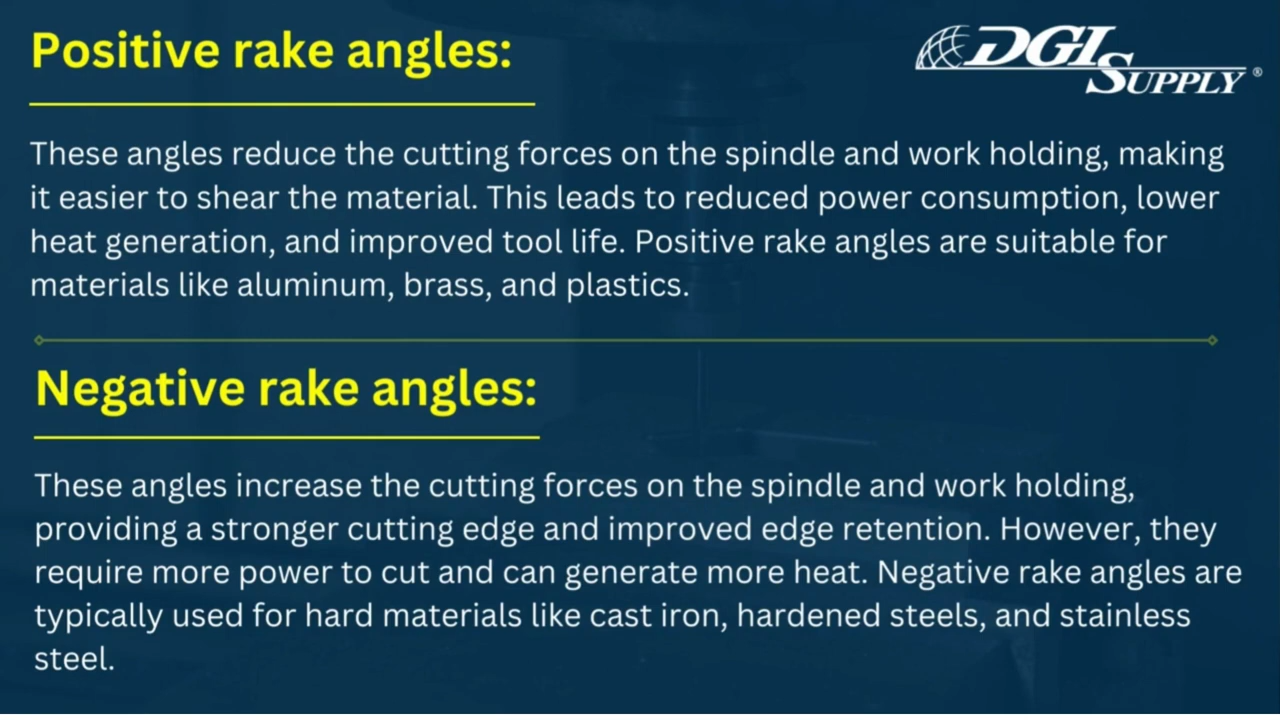 Positive rake angles:
DGI SUPPLY ®
These angles reduce the cutting forces on the spindle and work holding, making
it easier to shear the material. This leads to reduced power consumption, lower
heat generation, and improved tool life. Positive rake angles are suitable for
materials like aluminum, brass, and plastics.
Negative rake angles:
These angles increase the cutting forces on the spindle and work holding,
providing a stronger cutting edge and improved edge retention. However, they
require more power to cut and can generate more heat. Negative rake angles are
typically used for hard materials like cast iron, hardened steels, and stainless
steel.